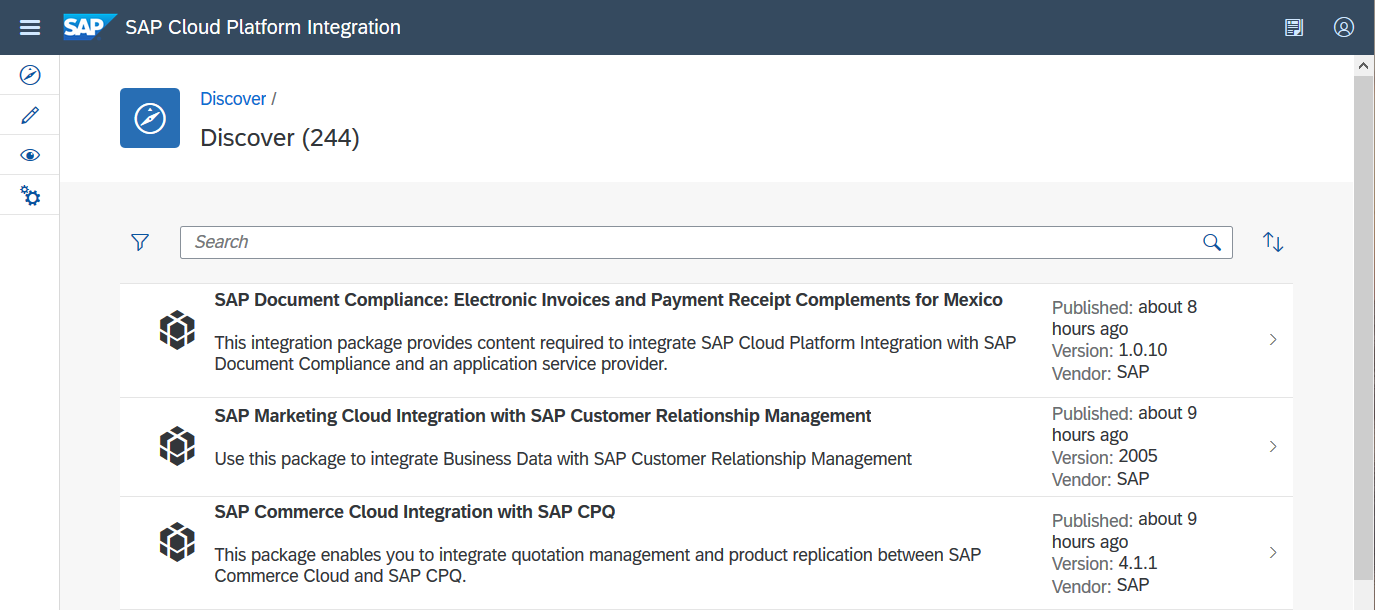 SAP SAP Cloud Platform Integration
Discover /
Discover (244)
Search
SAP Document Compliance: Electronic Invoices and Payment Receipt Complements for Mexico
This integration package provides content required to integrate SAP Cloud Platform Integration with SAP
Document Compliance and an application service provider.
Published: about 8
hours ago
Version: 1.0.10
Vendor: SAP
SAP Marketing Cloud Integration with SAP Customer Relationship Management
Use this package to integrate Business Data with SAP Customer Relationship Management
Published: about 9
hours ago
Version: 2005
Vendor: SAP
SAP Commerce Cloud Integration with SAP CPQ
This package enables you to integrate quotation management and product replication between SAP
Commerce Cloud and SAP CPQ.
Published: about 9
hours ago
Version: 4.1.1
Vendor: SAP